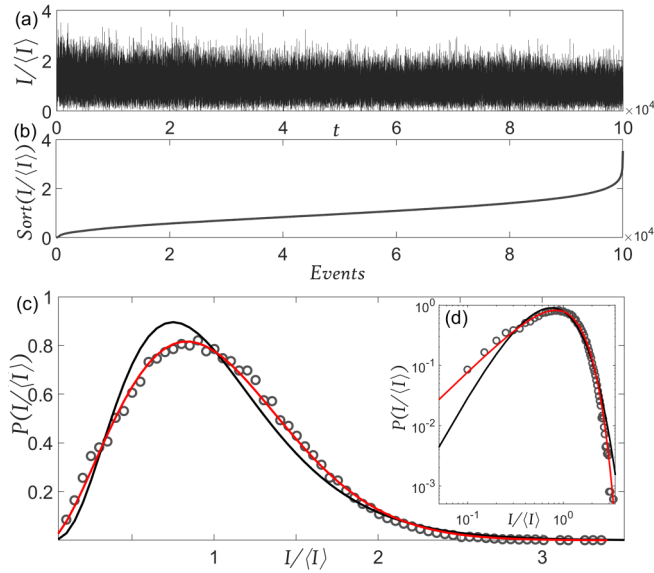 (a)
I/⟨I⟩
4
2
0
0 2 4 6 8 10
t
×10⁴
(b)
Sort(I/⟨I⟩)
4
2
0
0 2 4 6 8 10
×10⁴
Events
(c)
P(I/⟨I⟩)
1
0.8
0.6
0.4
0.2
1 2 3
I/⟨I⟩
(d)
P(I/⟨I⟩)
10⁰
10⁻¹
10⁻²
10⁻³
10⁻¹ 10⁰
I/⟨I⟩